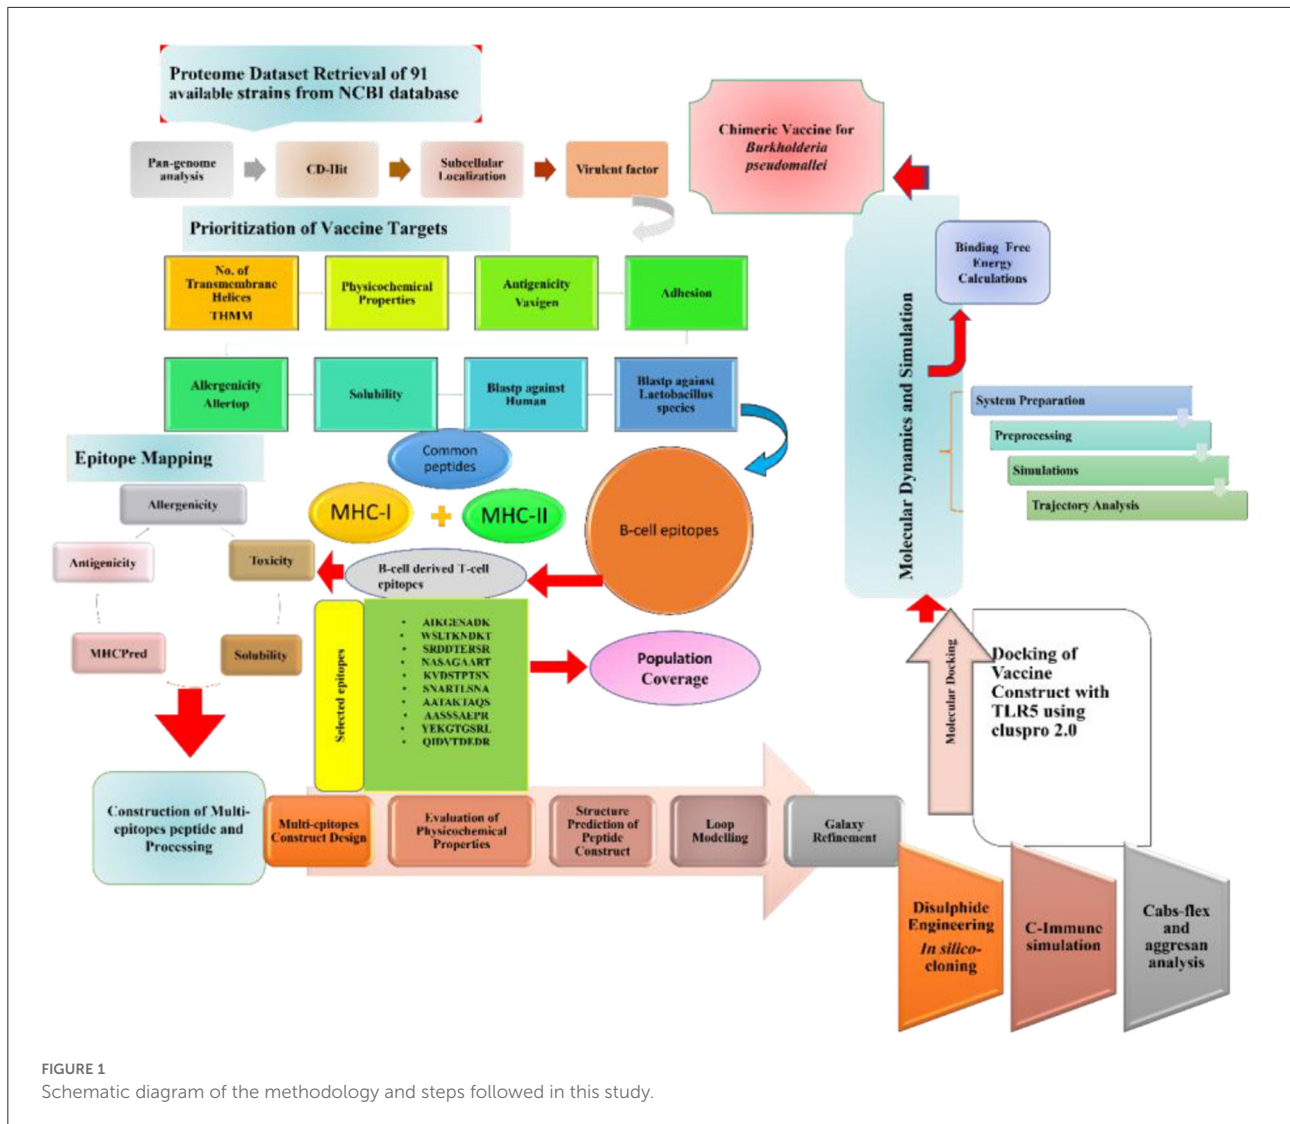 Proteome Dataset Retrieval of 91
available strains from NCBI database
Pan-genome
analysis
CD-Hit
Subcellular
Localization
Virulent factor
Prioritization of Vaccine Targets
No. of
Transmembrane
Helices
THMM
Physicochemical
Properties
Antigenicity
Vaxigen
Adhesion
Allergenicity
Allertop
Solubility
Blastp against
Human
Blastp against
Lactobacillus
species
Epitope Mapping
Allergenicity
Antigenicity
Toxicity
MHCPred
Solubility
Common
peptides
MHC-I
+
MHC-II
B-cell epitopes
B-cell derived T-cell
epitopes
Selected epitopes
• AIKGESADK
• WSLTKNDKT
• SRDDTERSR
• NASAGAART
• KVDSTPTSN
• SNARTLSNA
• AATAKTAQS
• AASSSAEPR
• YEKGTGSRL
• QIDVTDEDR
Population
Coverage
Construction of Multi-
epitopes peptide and
Processing
Multi-epitopes
Construct Design
Evaluation of
Physicochemical
Properties
Structure
Prediction of
Peptide
Construct
Loop
Modelling
Galaxy
Refinement
Disulphide
Engineering
In silico-
cloning
C-Immune
simulation
Cabs-flex
and
aggresan
analysis
Molecular Docking
Docking of
Vaccine
Construct with
TLR5 using
cluspro 2.0
Molecular Dynamics and Simulation
System Preparation
Preprocessing
Simulations
Trajectory Analysis
Binding Free
Energy
Calculations
Chimeric Vaccine for
Burkholderia
pseudomallei
FIGURE 1
Schematic diagram of the methodology and steps followed in this study.